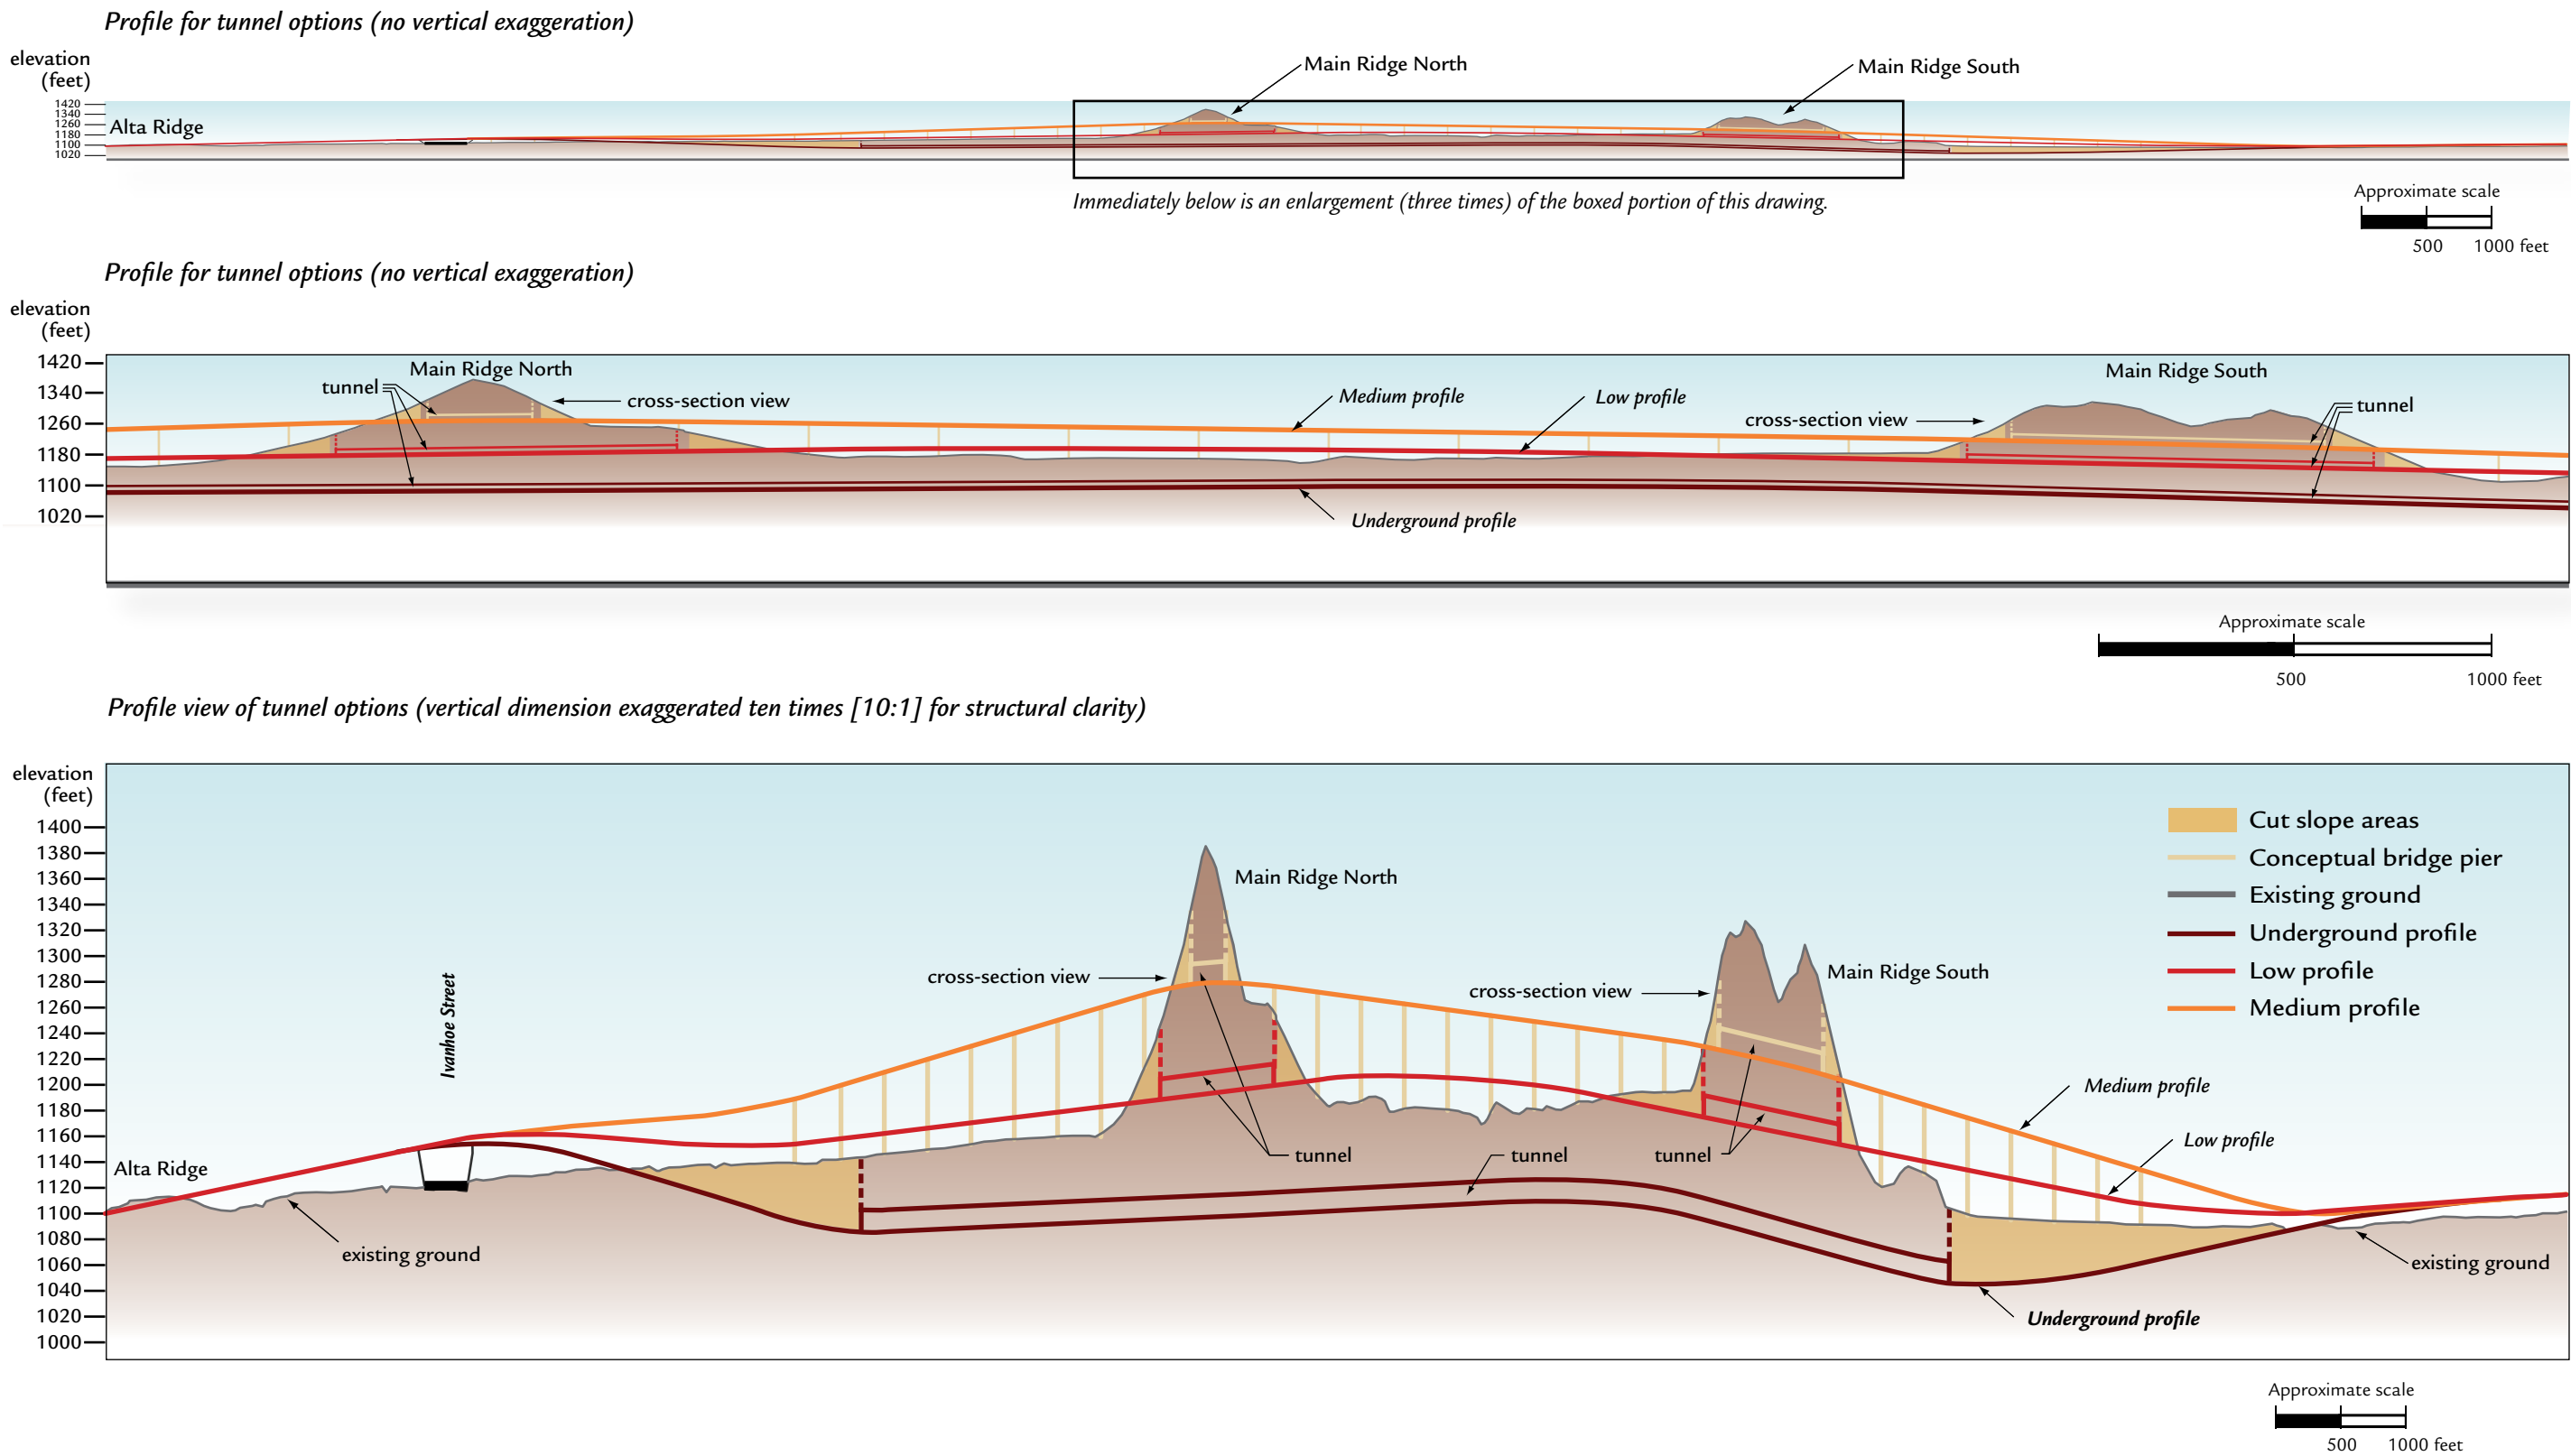 Profile for tunnel options (no vertical exaggeration)
elevation
(feet)
Main Ridge North
Main Ridge South
1420
1340
1260
1180
1100
1020
Alta Ridge
Immediately below is an enlargement (three times) of the boxed portion of this drawing.
Approximate scale
500
1000 feet
Profile for tunnel options (no vertical exaggeration)
elevation
(feet)
1420
1340
1260
1180
1100
1020
Main Ridge North
tunnel
cross-section view
Medium profile
Low profile
Main Ridge South
cross-section view
tunnel
Underground profile
Approximate scale
500
1000 feet
Profile view of tunnel options (vertical dimension exaggerated ten times [10:1] for structural clarity)
elevation
(feet)
1400
1380
1360
1340
1320
1300
1280
1260
1240
1220
1200
1180
1160
1140
1120
1100
1080
1060
1040
1020
1000
Cut slope areas
Conceptual bridge pier
Existing ground
Underground profile
Low profile
Medium profile
Main Ridge North
cross-section view
Main Ridge South
cross-section view
Ivanhoe Street
Medium profile
Low profile
Alta Ridge
tunnel
tunnel
tunnel
existing ground
existing ground
Underground profile
Approximate scale
500
1000 feet